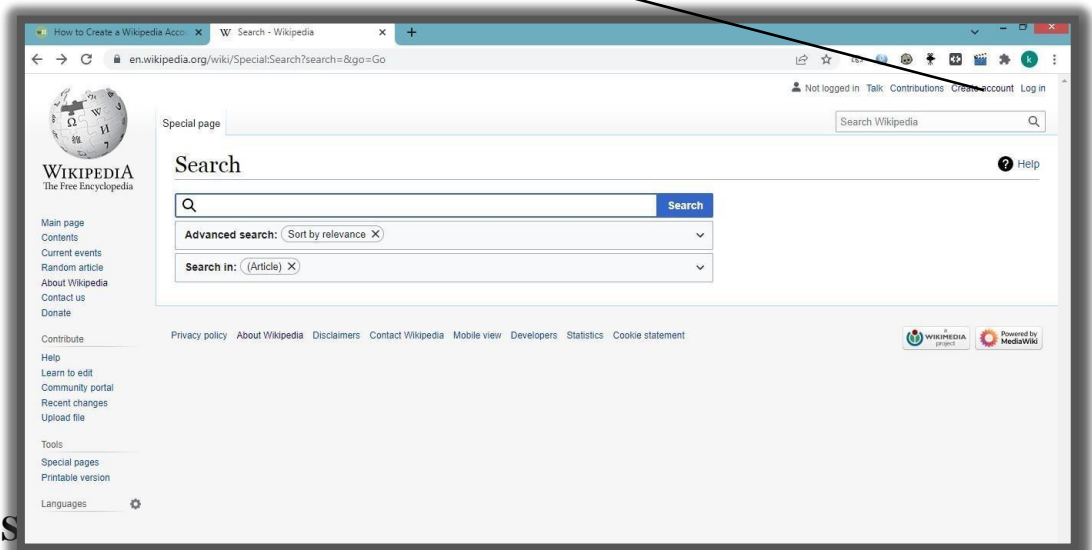 How to Create a Wikipedia Acco
Search - Wikipedia
en.wikipedia.org/wiki/Special:Search?search=&go=Go
k
Not logged in Talk Contributions Create account Log in
Special page
Search Wikipedia
WIKIPEDIA
The Free Encyclopedia
Search
Help
Search
Advanced search: Sort by relevance
Search in: (Article)
Main page
Contents
Current events
Random article
About Wikipedia
Contact us
Donate
Contribute
Help
Learn to edit
Community portal
Recent changes
Upload file
Tools
Special pages
Printable version
Languages
Privacy policy About Wikipedia Disclaimers Contact Wikipedia Mobile view Developers Statistics Cookie statement
A
WIKIMEDIA
project
Powered by
MediaWiki
S